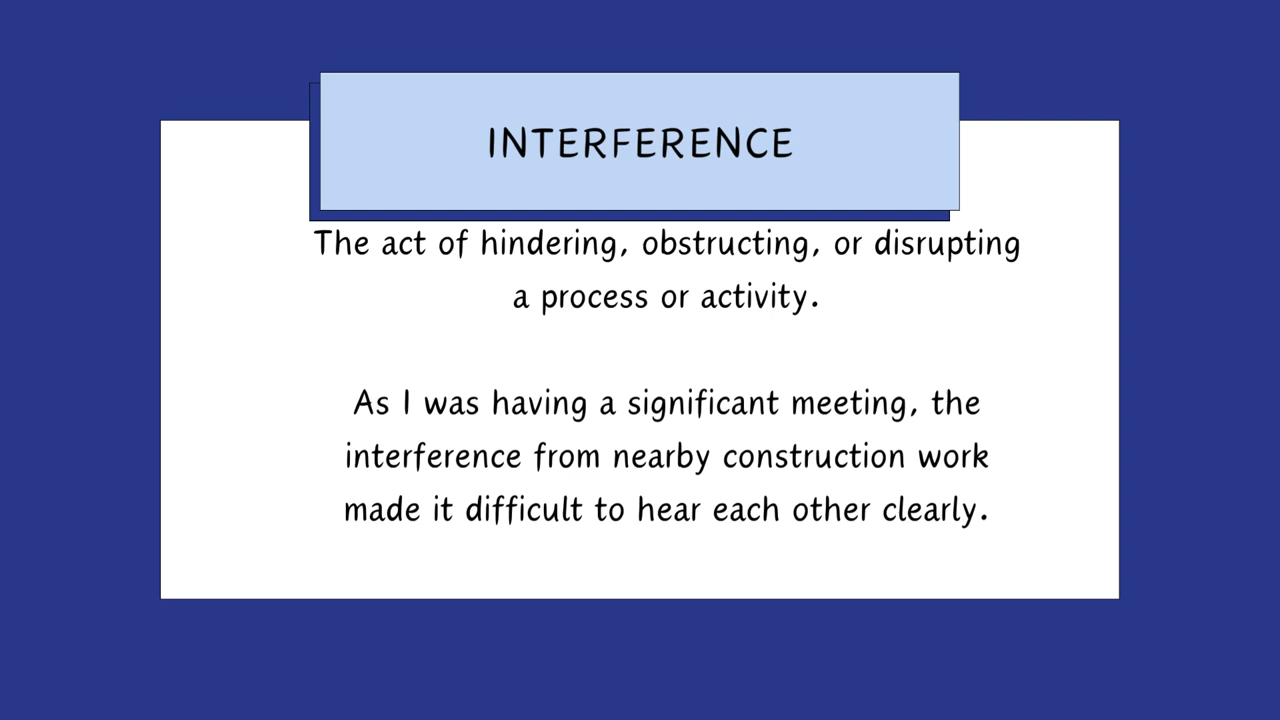 INTERFERENCE
The act of hindering, obstructing, or disrupting
a process or activity.
As I was having a significant meeting, the
interference from nearby construction work
made it difficult to hear each other clearly.